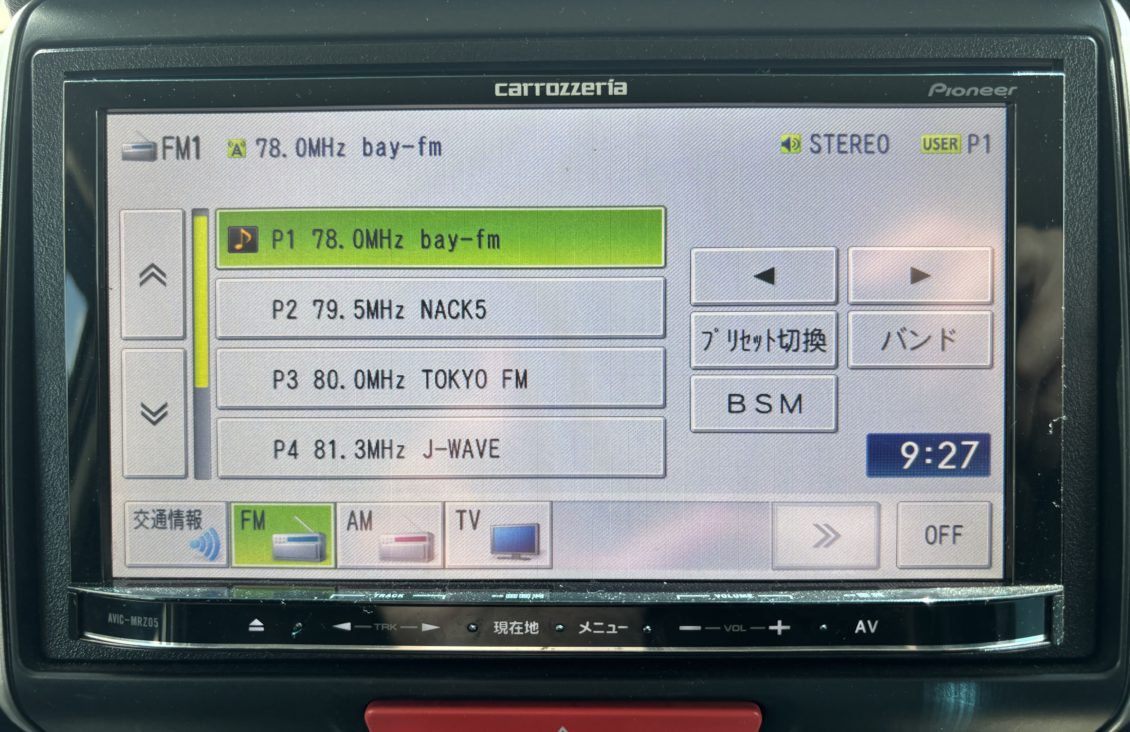 carrozzeria
Pioneer
FM1 78.0MHz bay-fm STEREO USER P1
P1 78.0MHz bay-fm
P2 79.5MHz NACK5
P3 80.0MHz TOKYO FM
P4 81.3MHz J-WAVE
プリセット切換 バンド
BSM
9:27
交通情報 FM AM TV OFF
TRACK VOLUME
AVIC-MRZ05 TRK 現在地 メニュー VOL AV